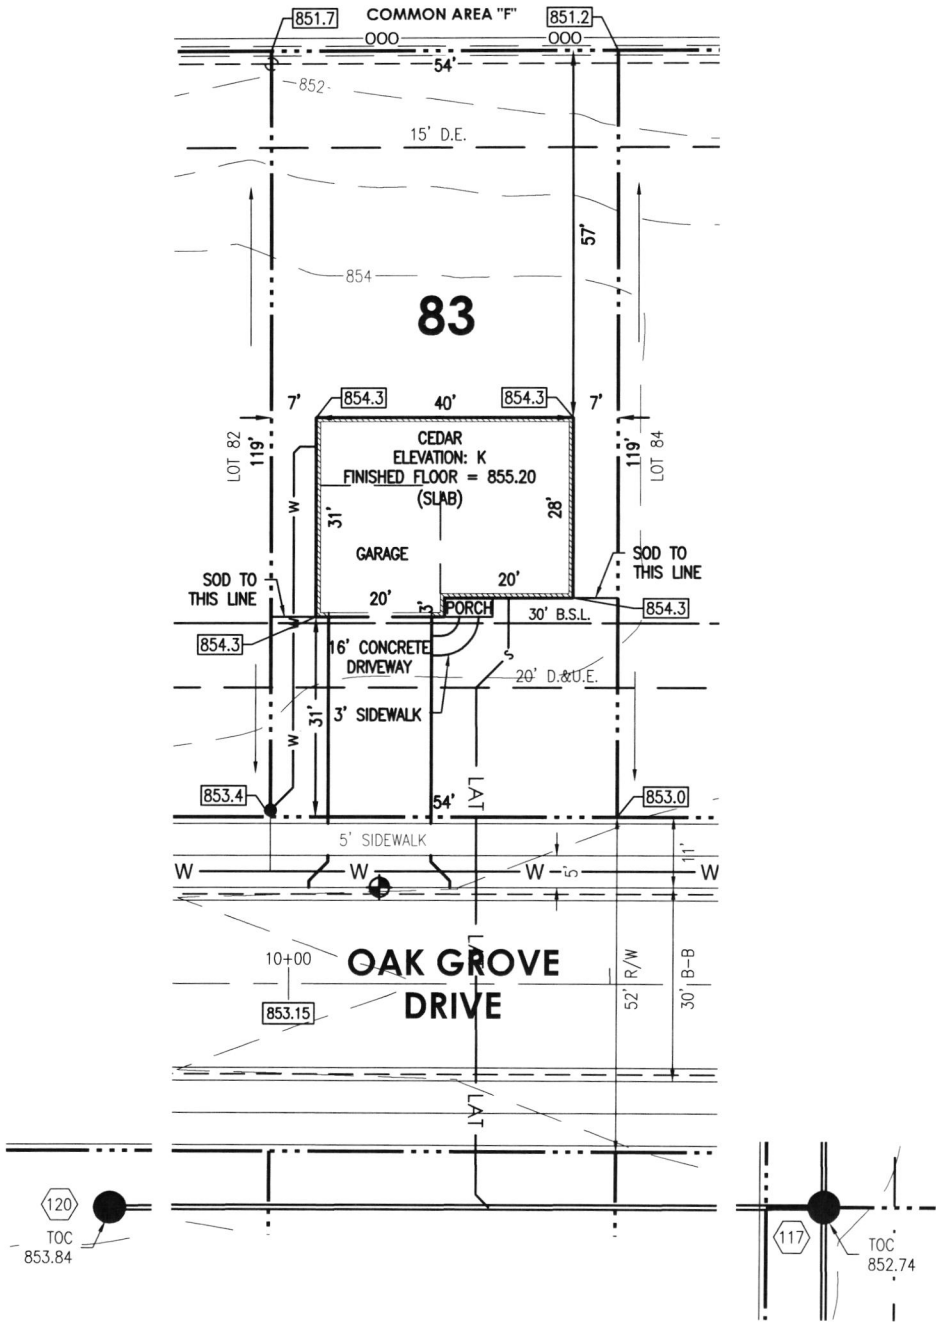 COMMON AREA "F"
851.7
851.2
000
000
54'
852
15' D.E.
57'
854
83
7'
854.3
40'
854.3
7'
LOT 82
119'
CEDAR
ELEVATION: K
FINISHED FLOOR = 855.20
(SLAB)
119'
LOT 84
W
31'
28'
GARAGE
SOD TO
THIS LINE
SOD TO
THIS LINE
20'
20'
3'
PORCH
30' B.S.L.
854.3
W
854.3
16' CONCRETE
DRIVEWAY
S
20' D.&U.E.
31'
3' SIDEWALK
W
853.4
54'
LAT
853.0
5' SIDEWALK
11'
W
W
W
5'
W
LAT
10+00
OAK GROVE
DRIVE
853.15
52' R/W
30' B-B
LAT
120
TOC
853.84
117
TOC
852.74